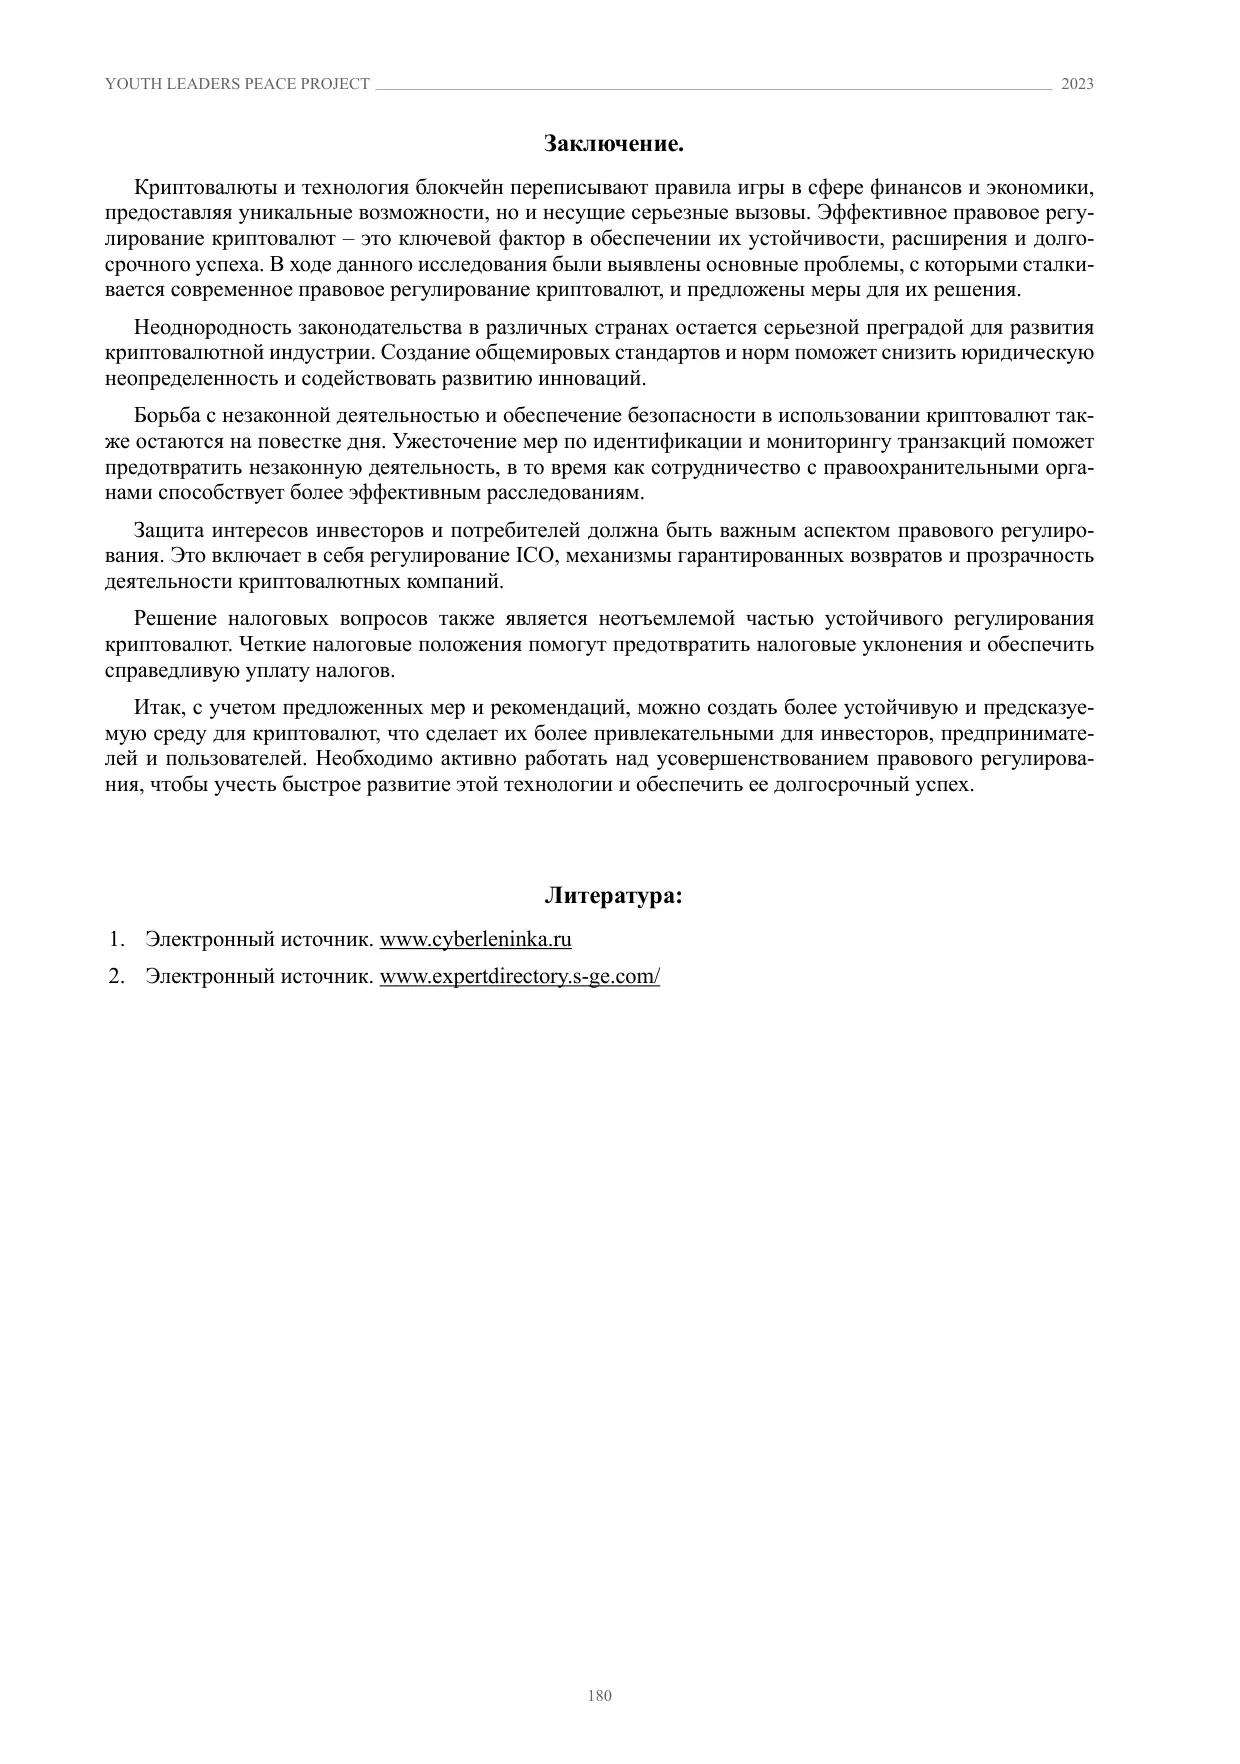 YOUTH LEADERS PEACE PROJECT 2023
Заключение.
Криптовалюты и технология блокчейн переписывают правила игры в сфере финансов и экономики,
предоставляя уникальные возможности, но и несущие серьезные вызовы. Эффективное правовое регу-
лирование криптовалют – это ключевой фактор в обеспечении их устойчивости, расширения и долго-
срочного успеха. В ходе данного исследования были выявлены основные проблемы, с которыми сталки-
вается современное правовое регулирование криптовалют, и предложены меры для их решения.
Неоднородность законодательства в различных странах остается серьезной преградой для развития
криптовалютной индустрии. Создание общемировых стандартов и норм поможет снизить юридическую
неопределенность и содействовать развитию инноваций.
Борьба с незаконной деятельностью и обеспечение безопасности в использовании криптовалют так-
же остаются на повестке дня. Ужесточение мер по идентификации и мониторингу транзакций поможет
предотвратить незаконную деятельность, в то время как сотрудничество с правоохранительными орга-
нами способствует более эффективным расследованиям.
Защита интересов инвесторов и потребителей должна быть важным аспектом правового регулиро-
вания. Это включает в себя регулирование ICO, механизмы гарантированных возвратов и прозрачность
деятельности криптовалютных компаний.
Решение налоговых вопросов также является неотъемлемой частью устойчивого регулирования
криптовалют. Четкие налоговые положения помогут предотвратить налоговые уклонения и обеспечить
справедливую уплату налогов.
Итак, с учетом предложенных мер и рекомендаций, можно создать более устойчивую и предсказуе-
мую среду для криптовалют, что сделает их более привлекательными для инвесторов, предпринимате-
лей и пользователей. Необходимо активно работать над усовершенствованием правового регулирова-
ния, чтобы учесть быстрое развитие этой технологии и обеспечить ее долгосрочный успех.
Литература:
1. Электронный источник. www.cyberleninka.ru
2. Электронный источник. www.expertdirectory.s-ge.com/
180